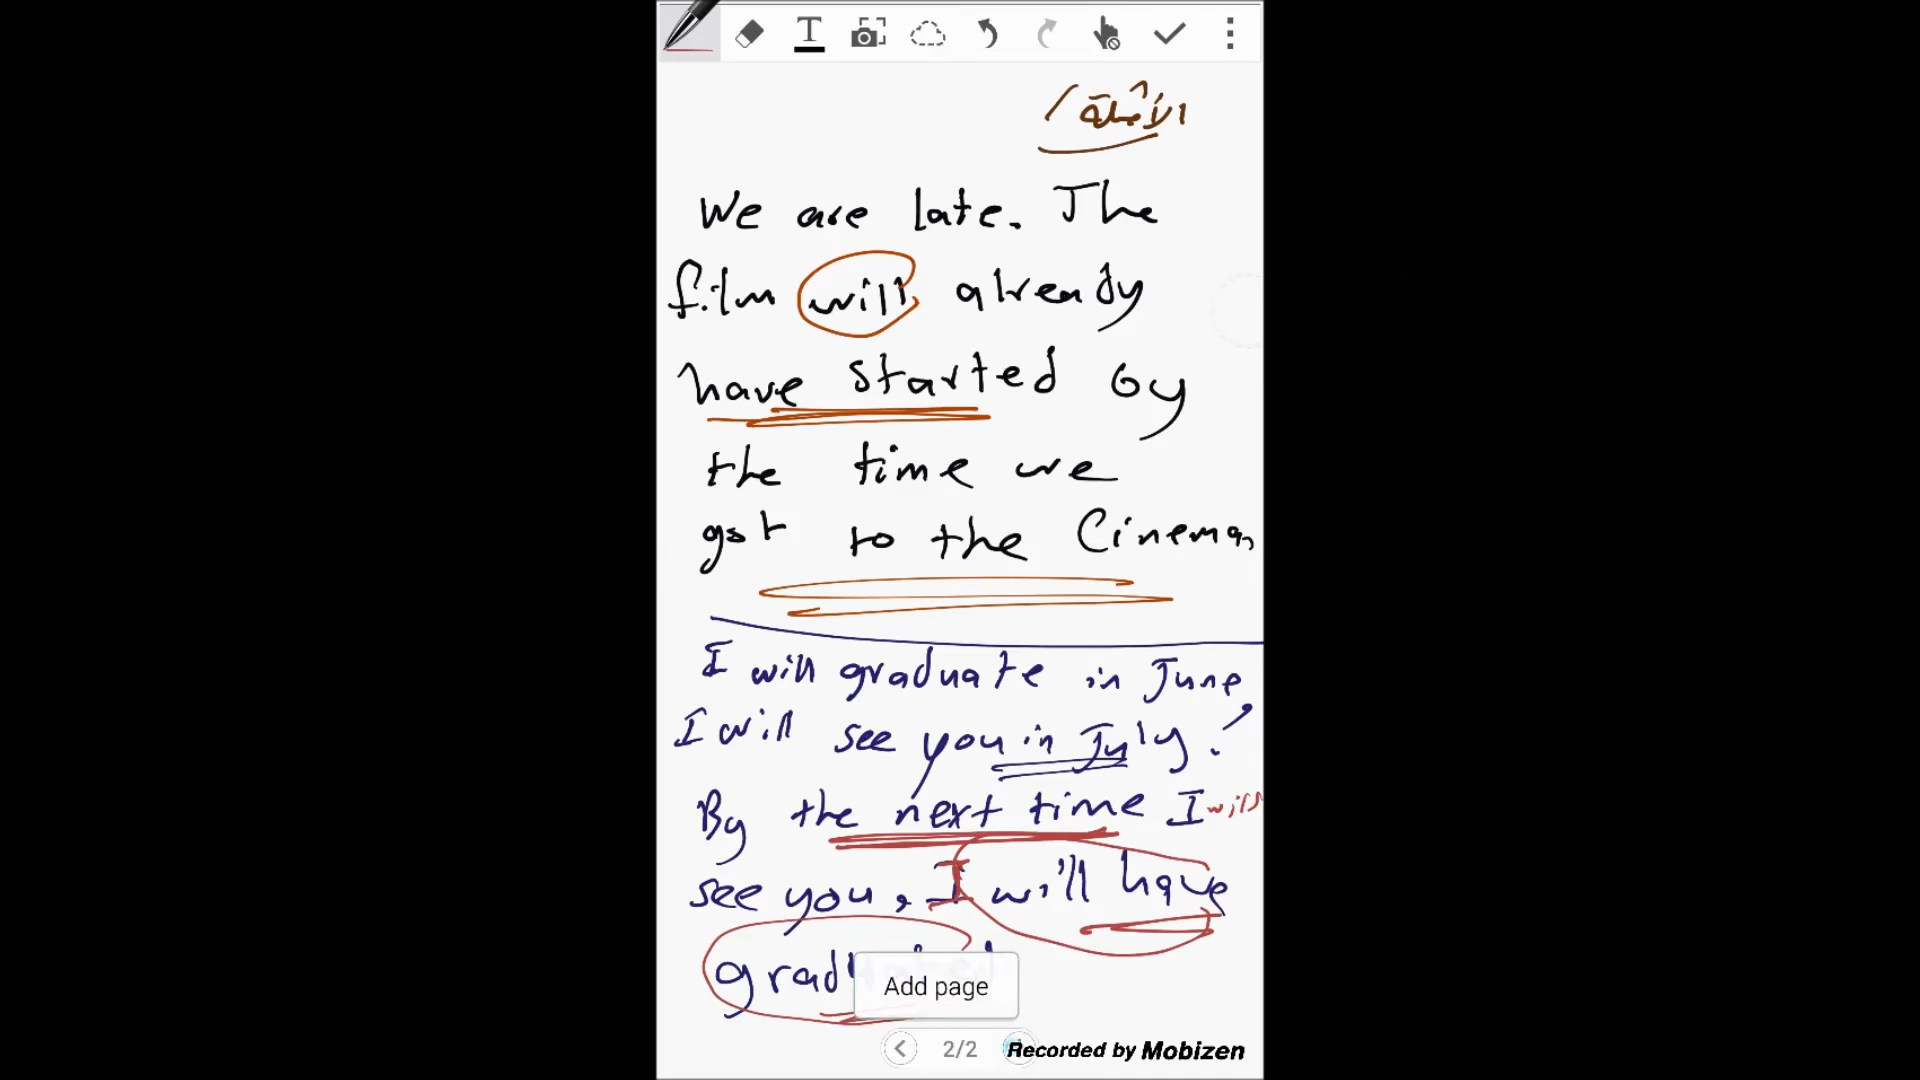 T
الأمثلة /
We are late. The
film will already
have started by
the time we
got to the Cinema,
I will graduate in June,
I will see you in July.
By the next time I will
see you, I will have
graduated
Add page
2/2
Recorded by Mobizen